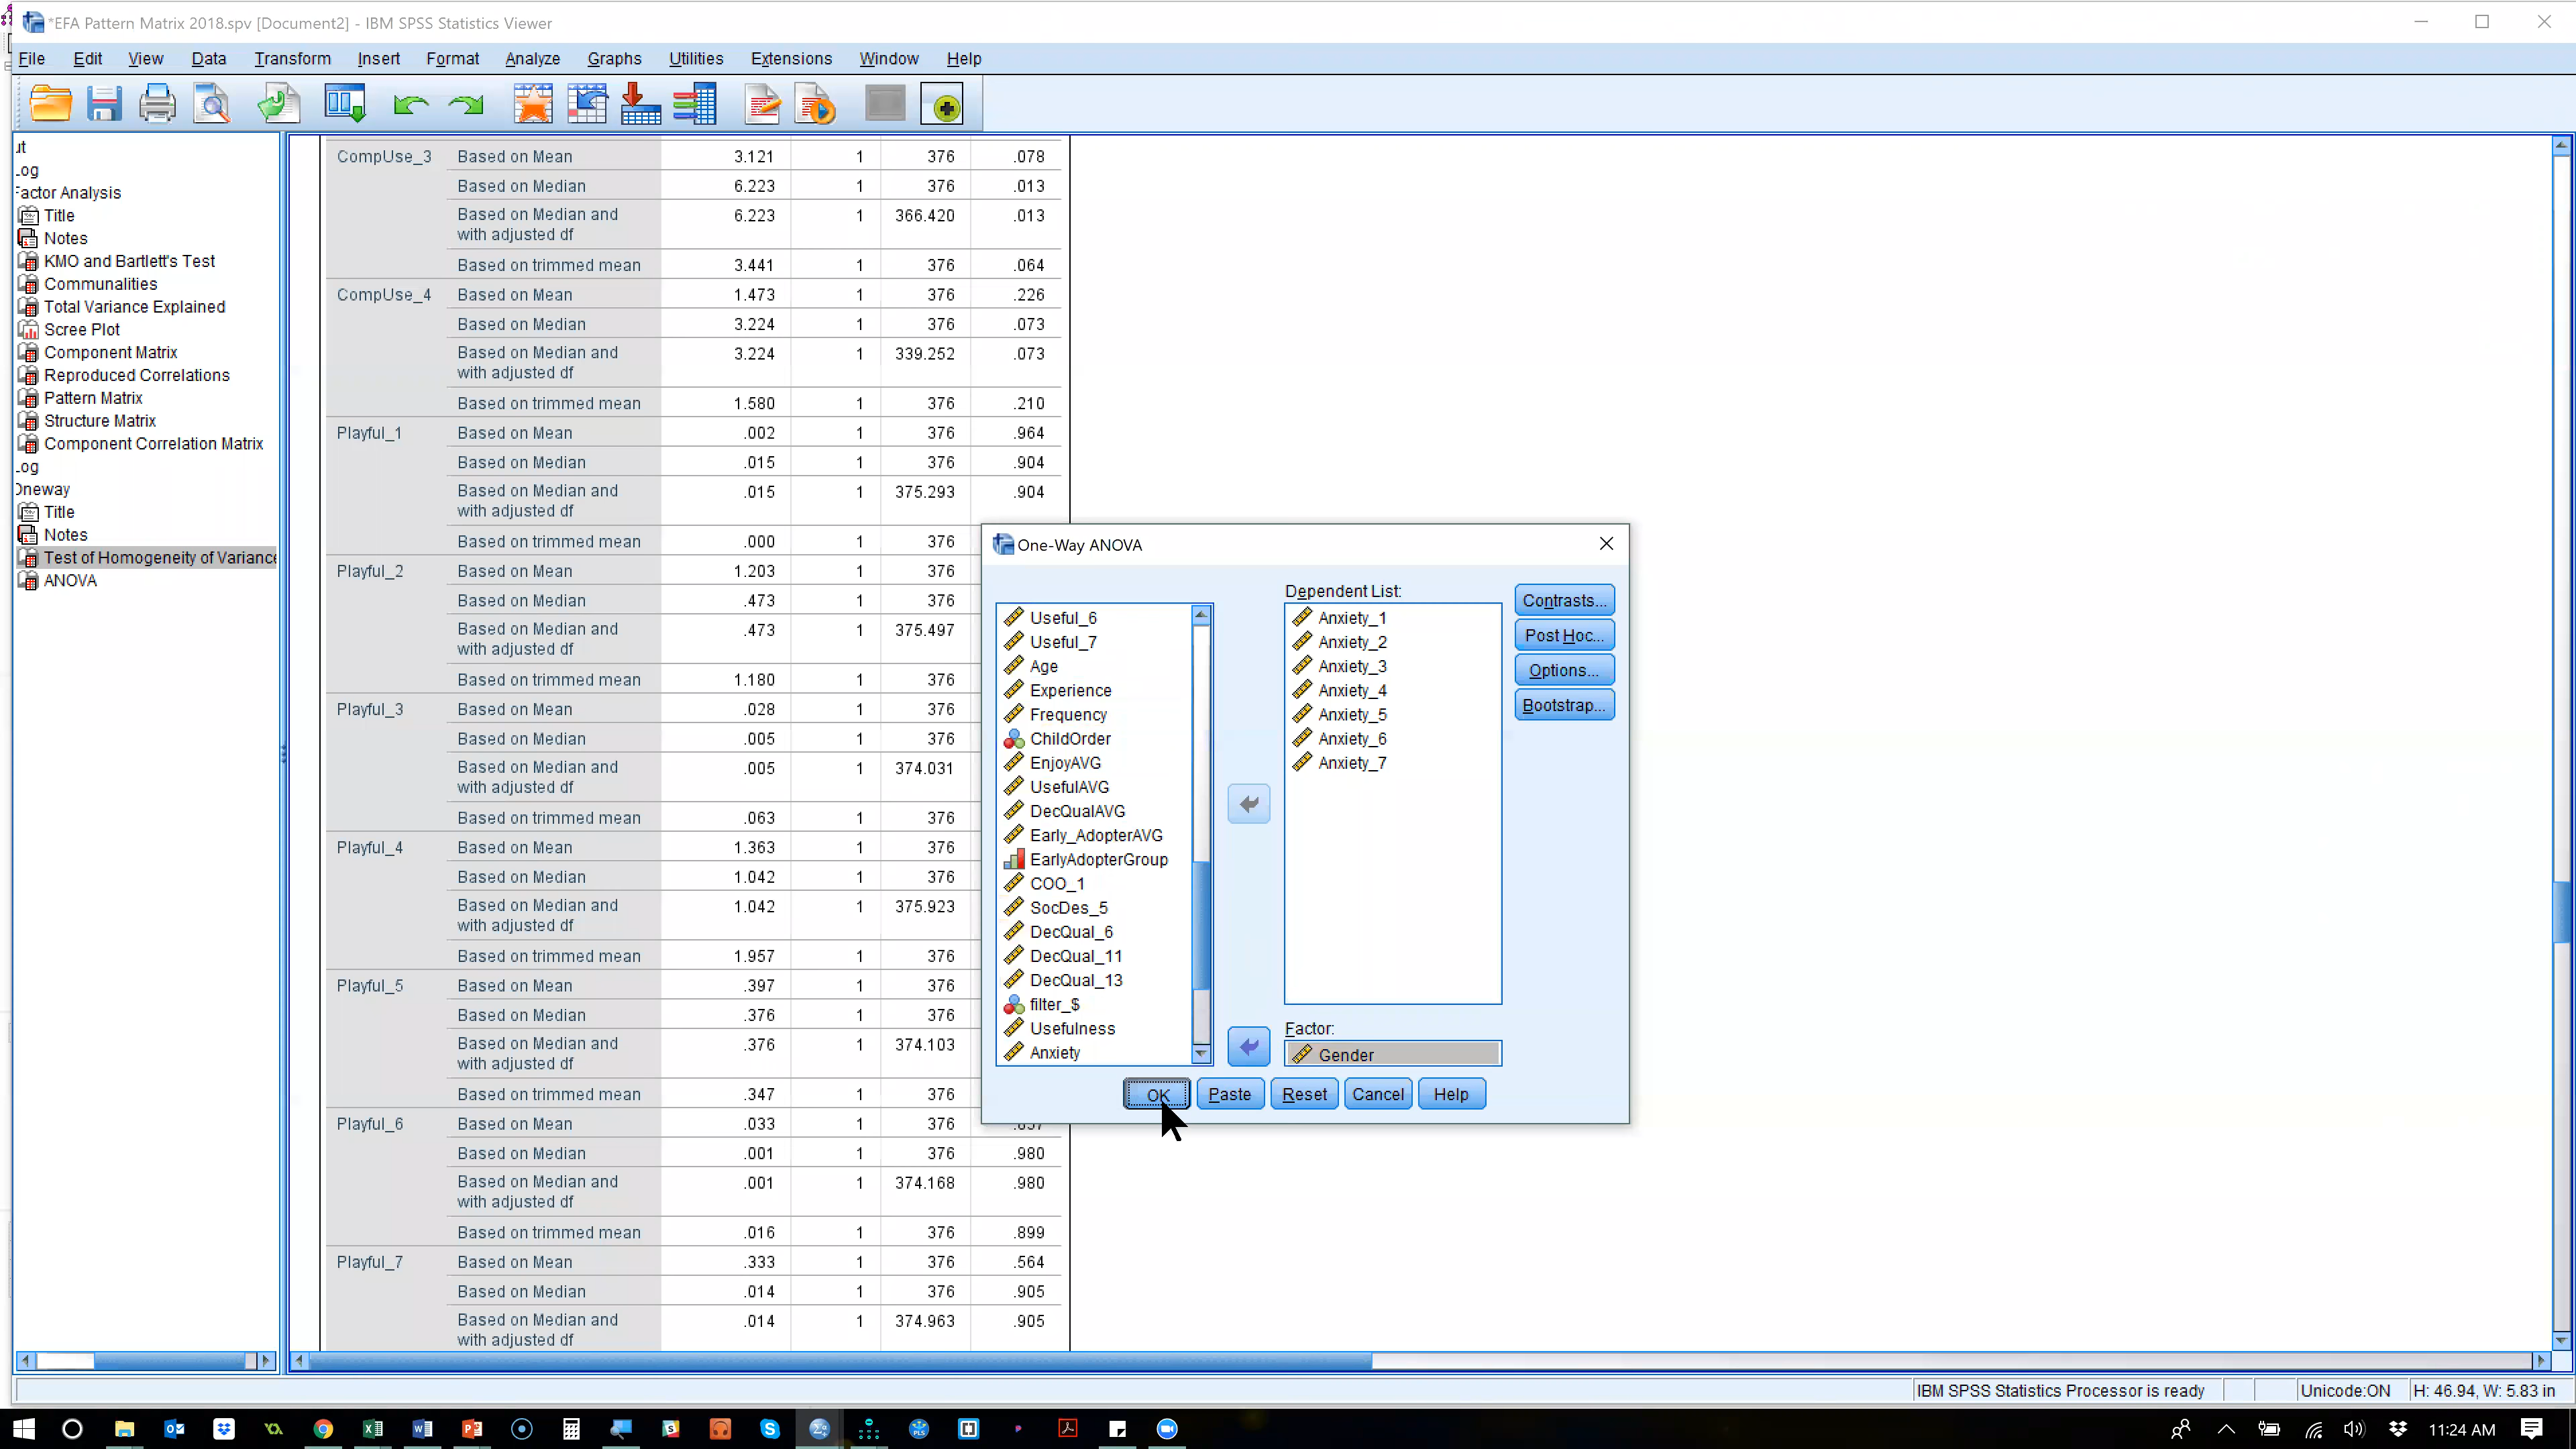 *EFA Pattern Matrix 2018.spv [Document2] - IBM SPSS Statistics Viewer
File Edit View Data Transform Insert Format Analyze Graphs Utilities Extensions Window Help
ut
Log
Factor Analysis
Title
Notes
KMO and Bartlett's Test
Communalities
Total Variance Explained
Scree Plot
Component Matrix
Reproduced Correlations
Pattern Matrix
Structure Matrix
Component Correlation Matrix
Log
Oneway
Title
Notes
Test of Homogeneity of Variance
ANOVA
CompUse_3 Based on Mean 3.121 1 376 .078
Based on Median 6.223 1 376 .013
Based on Median and 6.223 1 366.420 .013
with adjusted df
Based on trimmed mean 3.441 1 376 .064
CompUse_4 Based on Mean 1.473 1 376 .226
Based on Median 3.224 1 376 .073
Based on Median and 3.224 1 339.252 .073
with adjusted df
Based on trimmed mean 1.580 1 376 .210
Playful_1 Based on Mean .002 1 376 .964
Based on Median .015 1 376 .904
Based on Median and .015 1 375.293 .904
with adjusted df
Based on trimmed mean .000 1 376
Playful_2 Based on Mean 1.203 1 376
Based on Median .473 1 376
Based on Median and .473 1 375.497
with adjusted df
Based on trimmed mean 1.180 1 376
Playful_3 Based on Mean .028 1 376
Based on Median .005 1 376
Based on Median and .005 1 374.031
with adjusted df
Based on trimmed mean .063 1 376
Playful_4 Based on Mean 1.363 1 376
Based on Median 1.042 1 376
Based on Median and 1.042 1 375.923
with adjusted df
Based on trimmed mean 1.957 1 376
Playful_5 Based on Mean .397 1 376
Based on Median .376 1 376
Based on Median and .376 1 374.103
with adjusted df
Based on trimmed mean .347 1 376
Playful_6 Based on Mean .033 1 376
Based on Median .001 1 376 .980
Based on Median and .001 1 374.168 .980
with adjusted df
Based on trimmed mean .016 1 376 .899
Playful_7 Based on Mean .333 1 376 .564
Based on Median .014 1 376 .905
Based on Median and .014 1 374.963 .905
with adjusted df
One-Way ANOVA
Useful_6
Useful_7
Age
Experience
Frequency
ChildOrder
EnjoyAVG
UsefulAVG
DecQualAVG
Early_AdopterAVG
EarlyAdopterGroup
COO_1
SocDes_5
DecQual_6
DecQual_11
DecQual_13
filter_$
Usefulness
Anxiety
Dependent List:
Anxiety_1
Anxiety_2
Anxiety_3
Anxiety_4
Anxiety_5
Anxiety_6
Anxiety_7
Factor:
Gender
Contrasts...
Post Hoc...
Options...
Bootstrap...
OK Paste Reset Cancel Help
IBM SPSS Statistics Processor is ready Unicode:ON H: 46.94, W: 5.83 in
11:24 AM